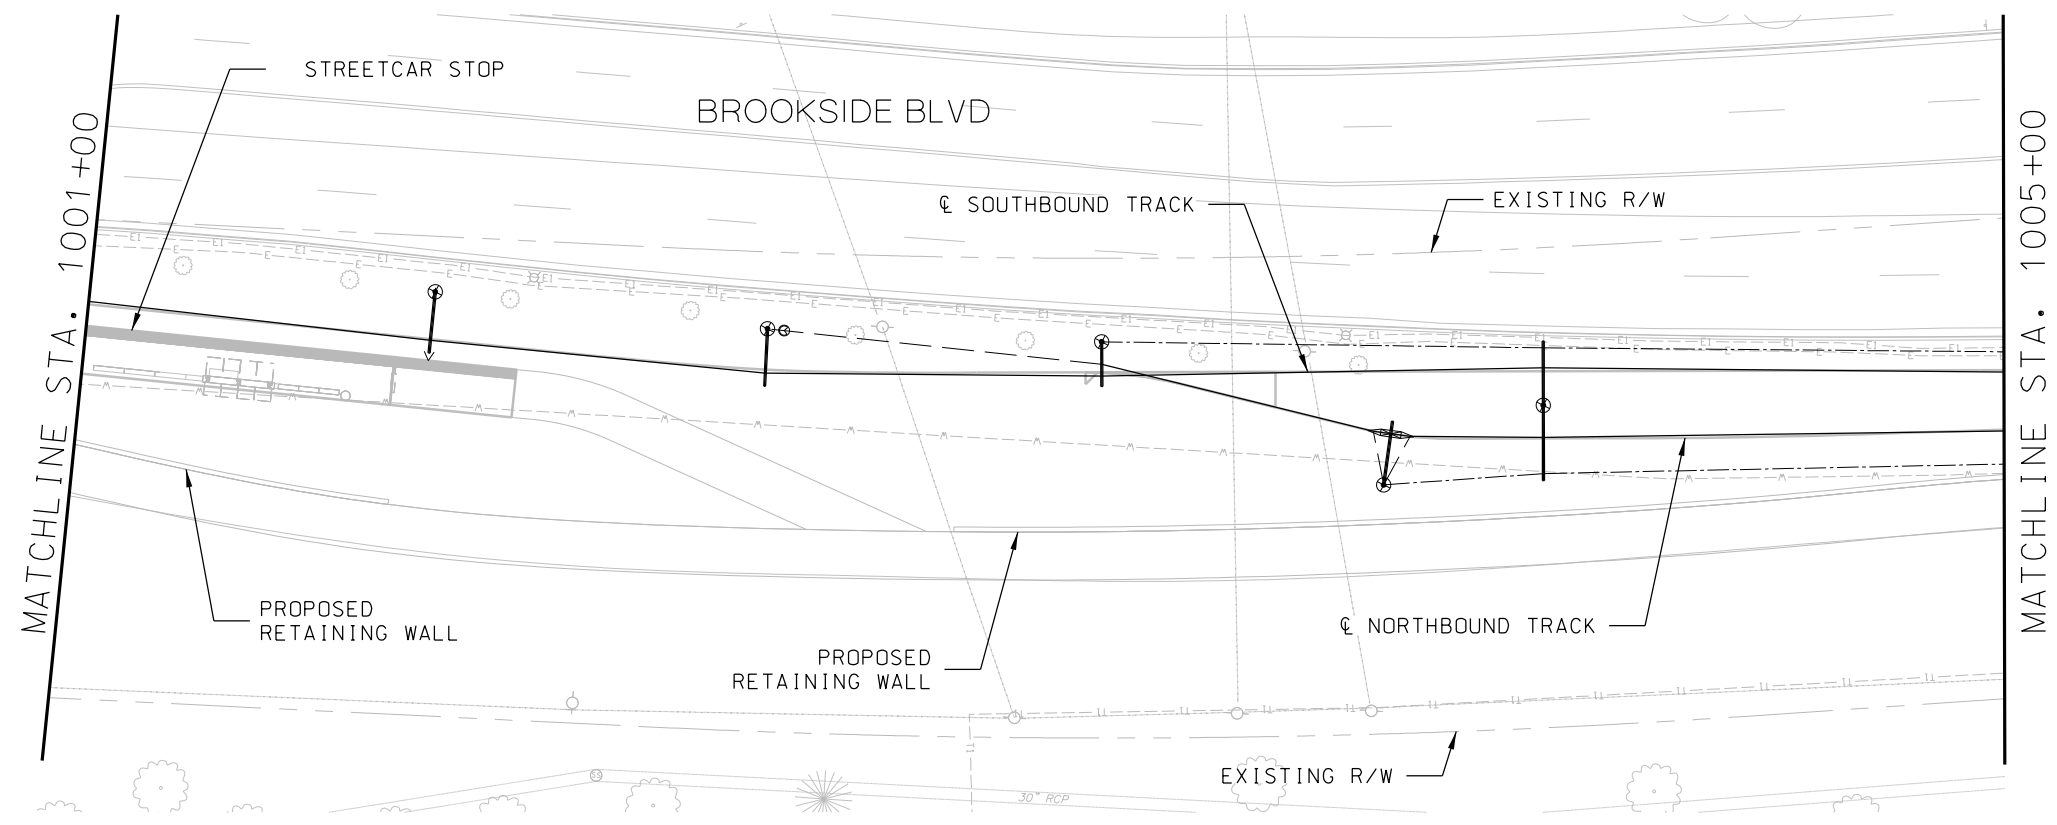 STREETCAR STOP
BROOKSIDE BLVD
℄ SOUTHBOUND TRACK
EXISTING R/W
MATCHLINE STA. 1001+00
MATCHLINE STA. 1005+00
PROPOSED
RETAINING WALL
PROPOSED
RETAINING WALL
℄ NORTHBOUND TRACK
EXISTING R/W
SS
30" RCP